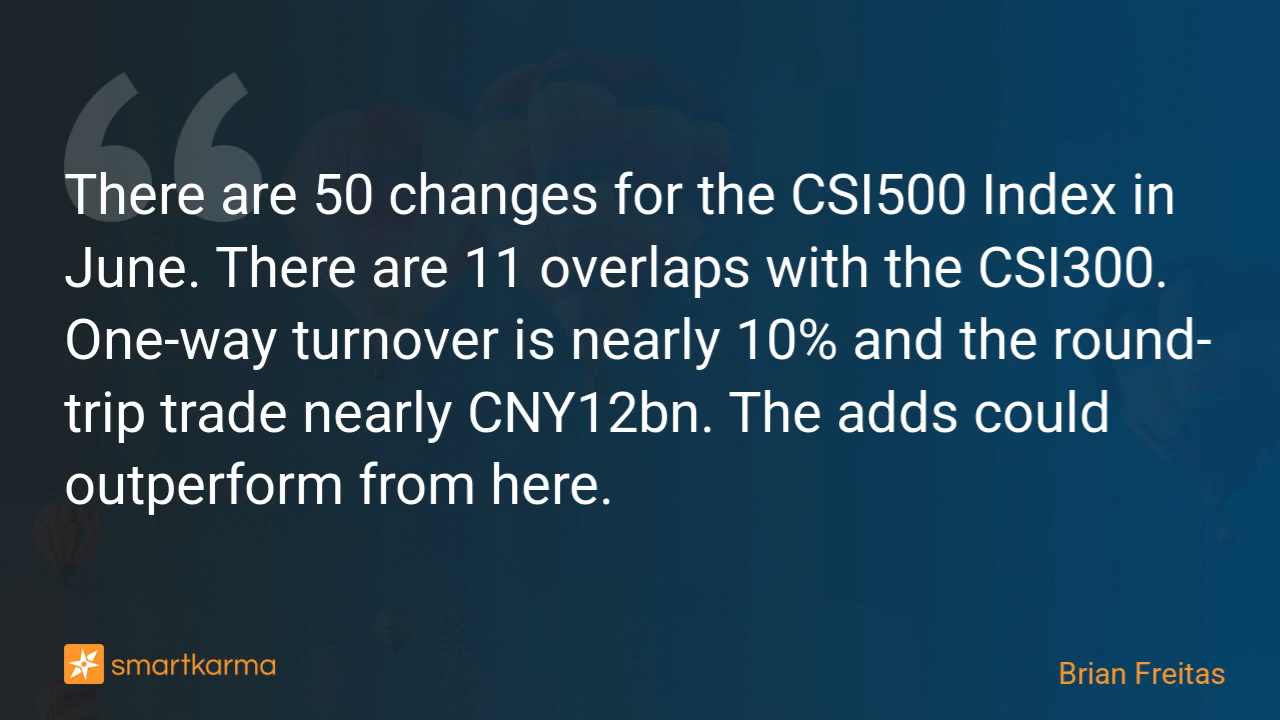 “
There are 50 changes for the CSI500 Index in
June. There are 11 overlaps with the CSI300.
One-way turnover is nearly 10% and the round-
trip trade nearly CNY12bn. The adds could
outperform from here.
smartkarma
Brian Freitas